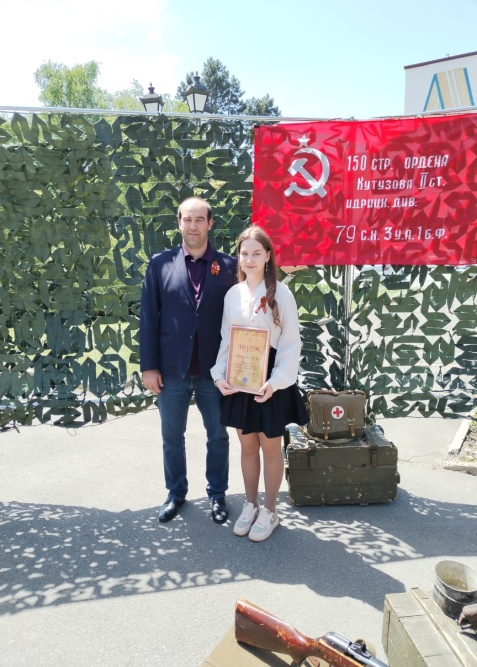 150 СТР. ОРДЕНА
КУТУЗОВА II СТ.
ИДРИЦК. ДИВ.
79 С.К. 3 У.А. 1 Б.Ф.
ДИПЛОМ